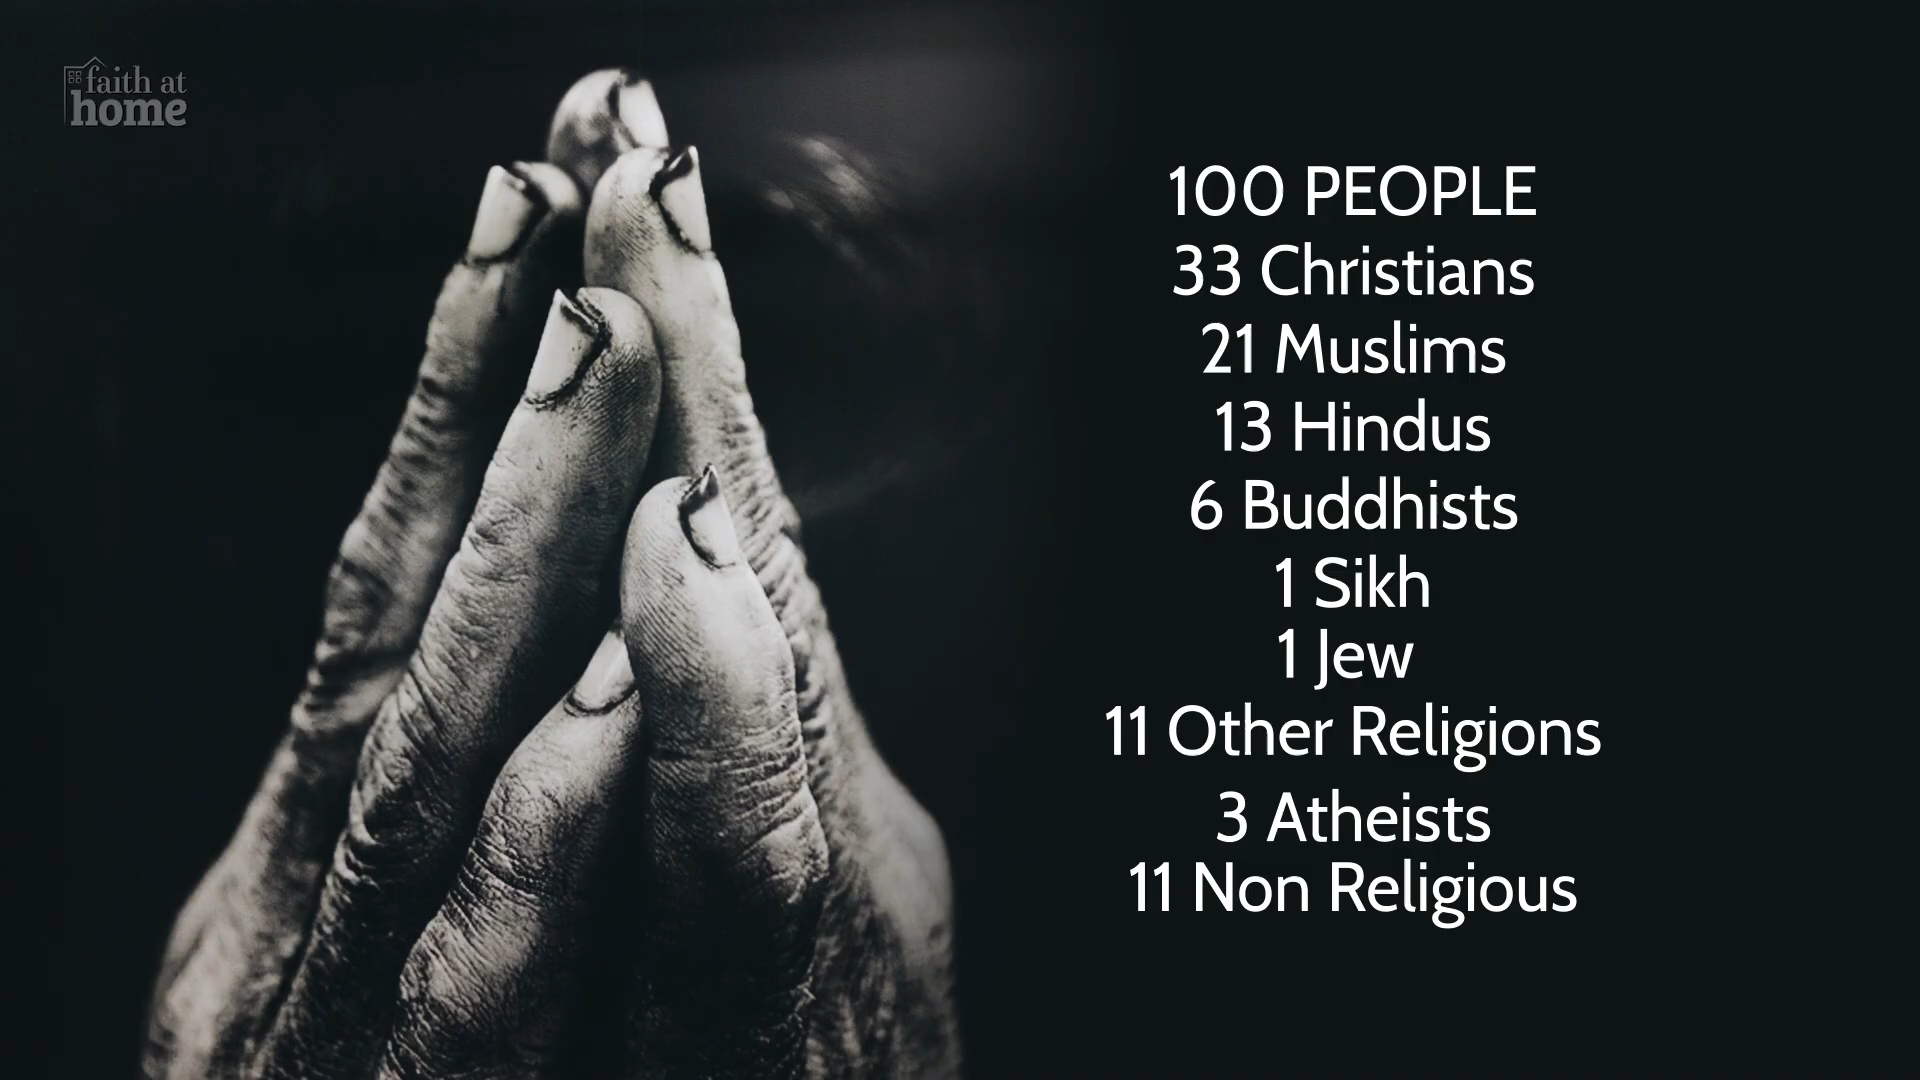 faith at
home
100 PEOPLE
33 Christians
21 Muslims
13 Hindus
6 Buddhists
1 Sikh
1 Jew
11 Other Religions
3 Atheists
11 Non Religious